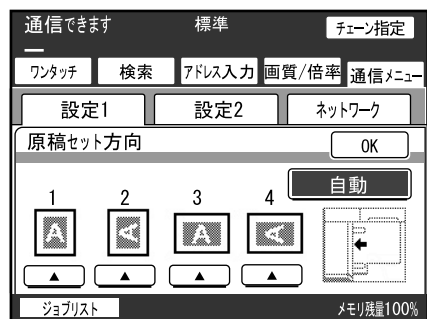 通信できます 標準 チェーン指定
ワンタッチ 検索 アドレス入力 画質/倍率 通信メニュー
設定1 設定2 ネットワーク
原稿セット方向 OK
自動
1 2 3 4
A A A A
▲ ▲ ▲ ▲
ジョブリスト メモリ残量100%